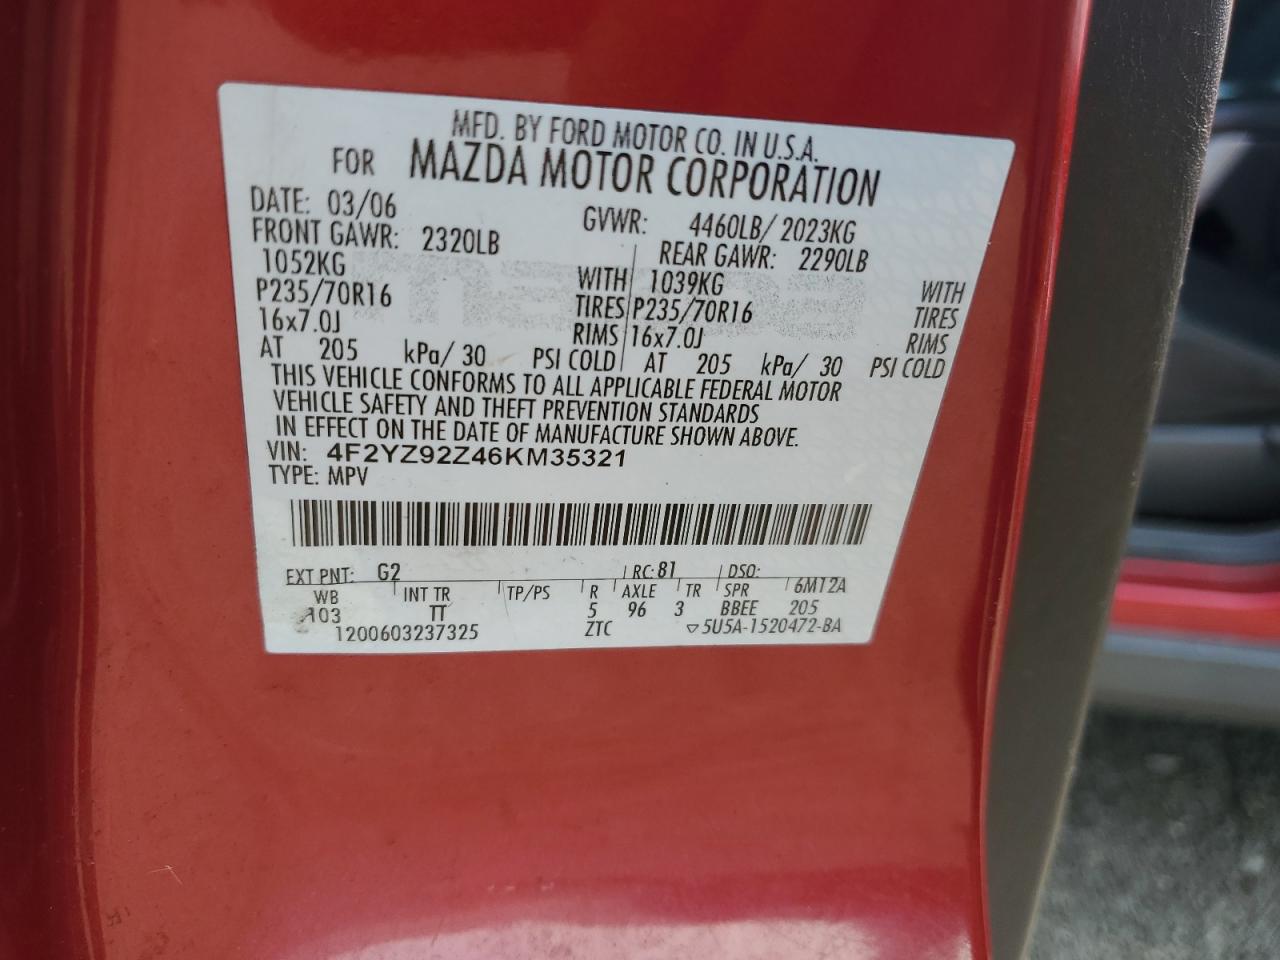 MFD. BY FORD MOTOR CO. IN U.S.A.
FOR MAZDA MOTOR CORPORATION
DATE: 03/06 GVWR: 4460LB/ 2023KG
FRONT GAWR: 2320LB REAR GAWR: 2290LB
1052KG WITH 1039KG WITH
P235/70R16 TIRES P235/70R16 TIRES
16x7.0J RIMS 16x7.0J RIMS
AT 205 kPa/ 30 PSI COLD AT 205 kPa/ 30 PSI COLD
THIS VEHICLE CONFORMS TO ALL APPLICABLE FEDERAL MOTOR
VEHICLE SAFETY AND THEFT PREVENTION STANDARDS
IN EFFECT ON THE DATE OF MANUFACTURE SHOWN ABOVE.
VIN: 4F2YZ92Z46KM35321
TYPE: MPV
EXT PNT: G2 RC: 81 DSO:
WB INT TR TP/PS R AXLE TR SPR 6M12A
103 TT 5 96 3 BBEE 205
1200603237325 ZTC ▽5U5A-1520472-BA